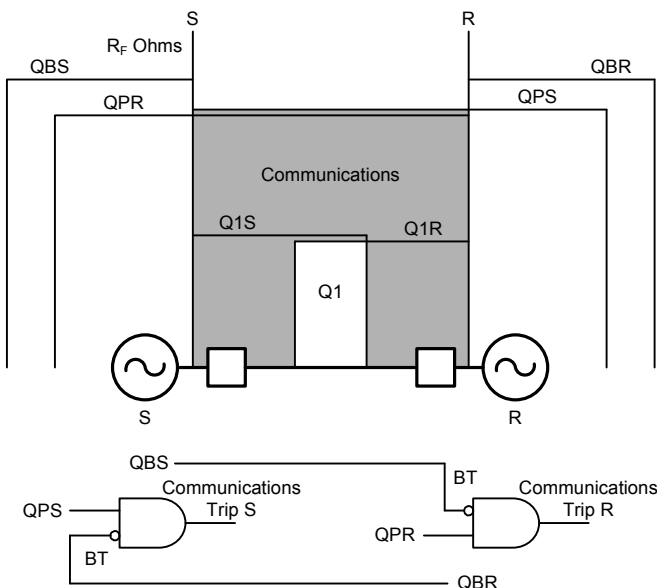 S
R
RF Ohms
QBS
QBR
QPR
QPS
Communications
Q1S
Q1R
Q1
S
R
QBS
BT
Communications
Trip S
Communications
Trip R
QPS
QPR
BT
QBR